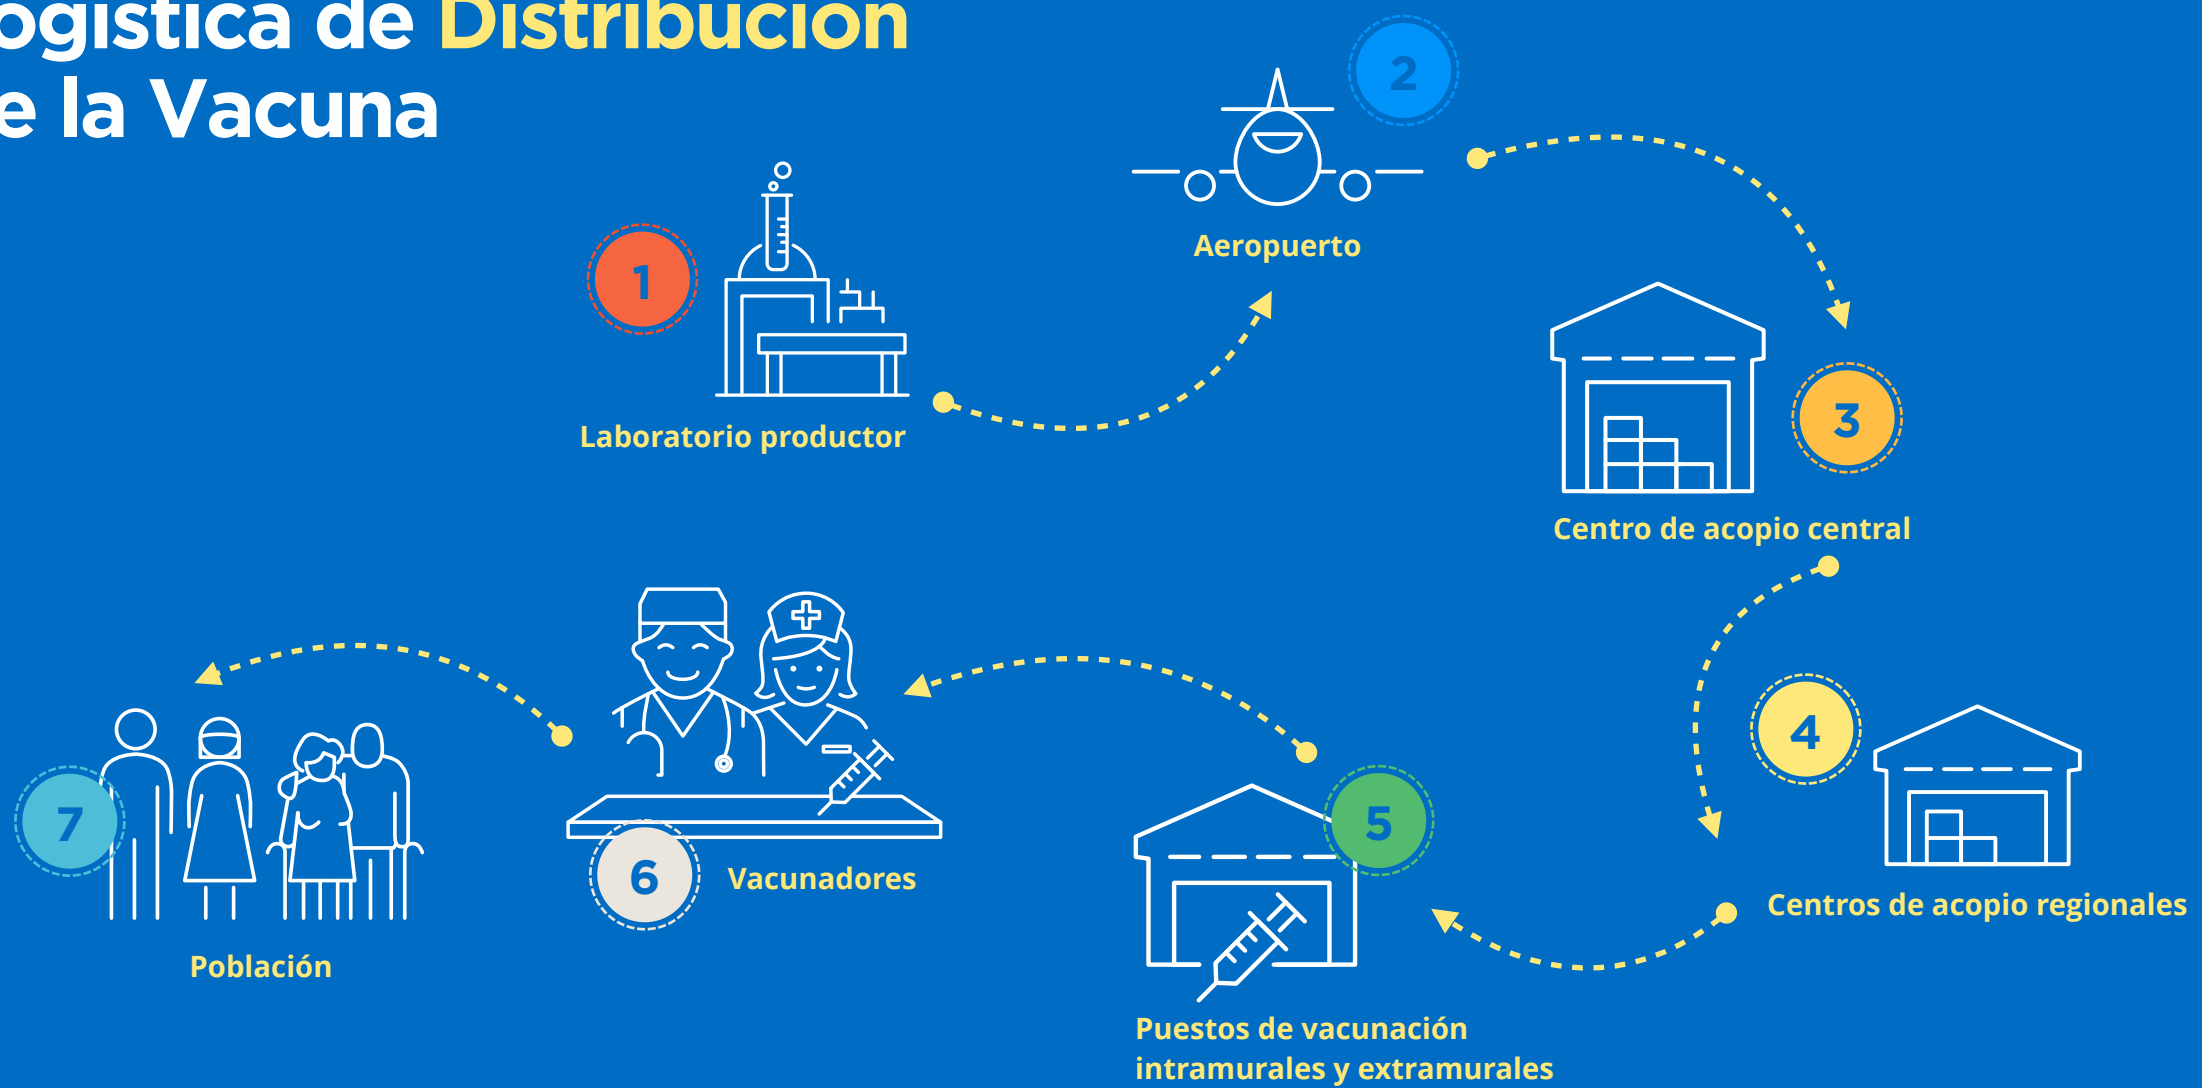 ogística de Distribución
e la Vacuna
1
Laboratorio productor
2
Aeropuerto
3
Centro de acopio central
4
Centros de acopio regionales
5
Puestos de vacunación
intramurales y extramurales
6
Vacunadores
7
Población